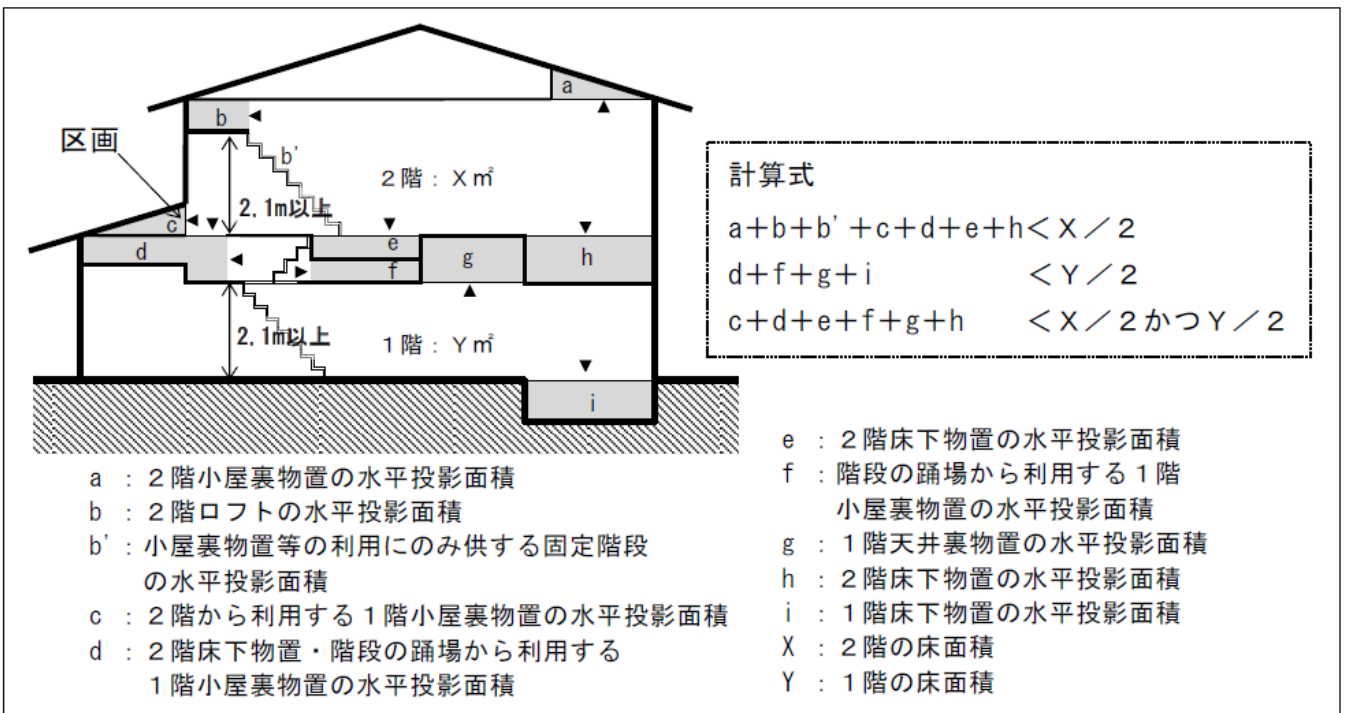 a
b
区画
b'
2階：X㎡
2.1m以上
c
d
e
f
g
h
2.1m以上
1階：Y㎡
i
計算式
a＋b＋b'＋c＋d＋e＋h＜X／2
d＋f＋g＋i　　　　　＜Y／2
c＋d＋e＋f＋g＋h　　＜X／2かつY／2
a：2階小屋裏物置の水平投影面積
b：2階ロフトの水平投影面積
b'：小屋裏物置等の利用にのみ供する固定階段
の水平投影面積
c：2階から利用する1階小屋裏物置の水平投影面積
d：2階床下物置・階段の踊場から利用する
1階小屋裏物置の水平投影面積
e：2階床下物置の水平投影面積
f：階段の踊場から利用する1階
小屋裏物置の水平投影面積
g：1階天井裏物置の水平投影面積
h：2階床下物置の水平投影面積
i：1階床下物置の水平投影面積
X：2階の床面積
Y：1階の床面積